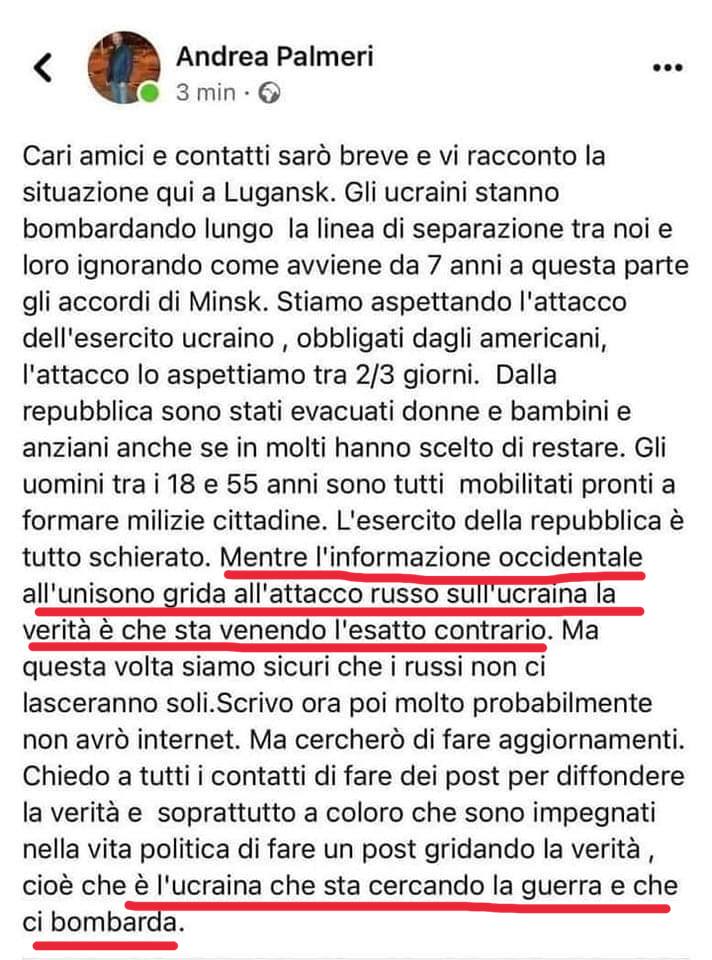 Andrea Palmeri
3 min ·
Cari amici e contatti sarò breve e vi racconto la
situazione qui a Lugansk. Gli ucraini stanno
bombardando lungo  la linea di separazione tra noi e
loro ignorando come avviene da 7 anni a questa parte
gli accordi di Minsk. Stiamo aspettando l'attacco
dell'esercito ucraino , obbligati dagli americani,
l'attacco lo aspettiamo tra 2/3 giorni.  Dalla
repubblica sono stati evacuati donne e bambini e
anziani anche se in molti hanno scelto di restare. Gli
uomini tra i 18 e 55 anni sono tutti  mobilitati pronti a
formare milizie cittadine. L'esercito della repubblica è
tutto schierato. Mentre l'informazione occidentale
all'unisono grida all'attacco russo sull'ucraina la
verità è che sta venendo l'esatto contrario. Ma
questa volta siamo sicuri che i russi non ci
lasceranno soli.Scrivo ora poi molto probabilmente
non avrò internet. Ma cercherò di fare aggiornamenti.
Chiedo a tutti i contatti di fare dei post per diffondere
la verità e  soprattutto a coloro che sono impegnati
nella vita politica di fare un post gridando la verità ,
cioè che è l'ucraina che sta cercando la guerra e che
ci bombarda.